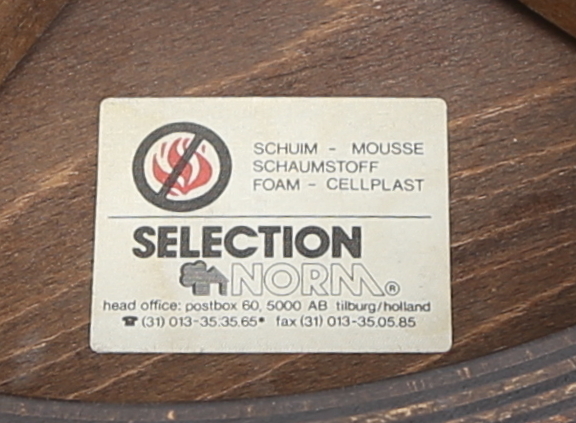 SCHUIM - MOUSSE
SCHAUMSTOFF
FOAM - CELLPLAST
SELECTION
NORM®
head office: postbox 60, 5000 AB tilburg/holland
☎ (31) 013-35.35.65* fax (31) 013-35.05.85